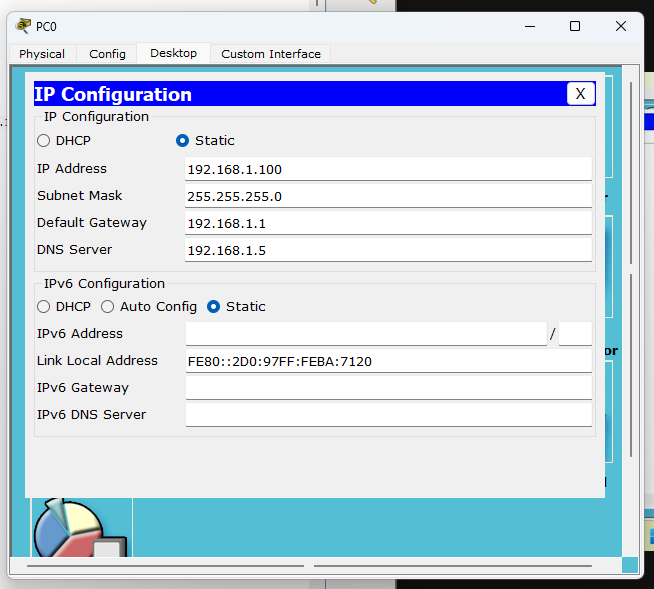 PC0
Physical Config Desktop Custom Interface
IP Configuration X
IP Configuration
DHCP Static
IP Address 192.168.1.100
Subnet Mask 255.255.255.0
Default Gateway 192.168.1.1
DNS Server 192.168.1.5
IPv6 Configuration
DHCP Auto Config Static
IPv6 Address /
Link Local Address FE80::2D0:97FF:FEBA:7120
IPv6 Gateway
IPv6 DNS Server
or